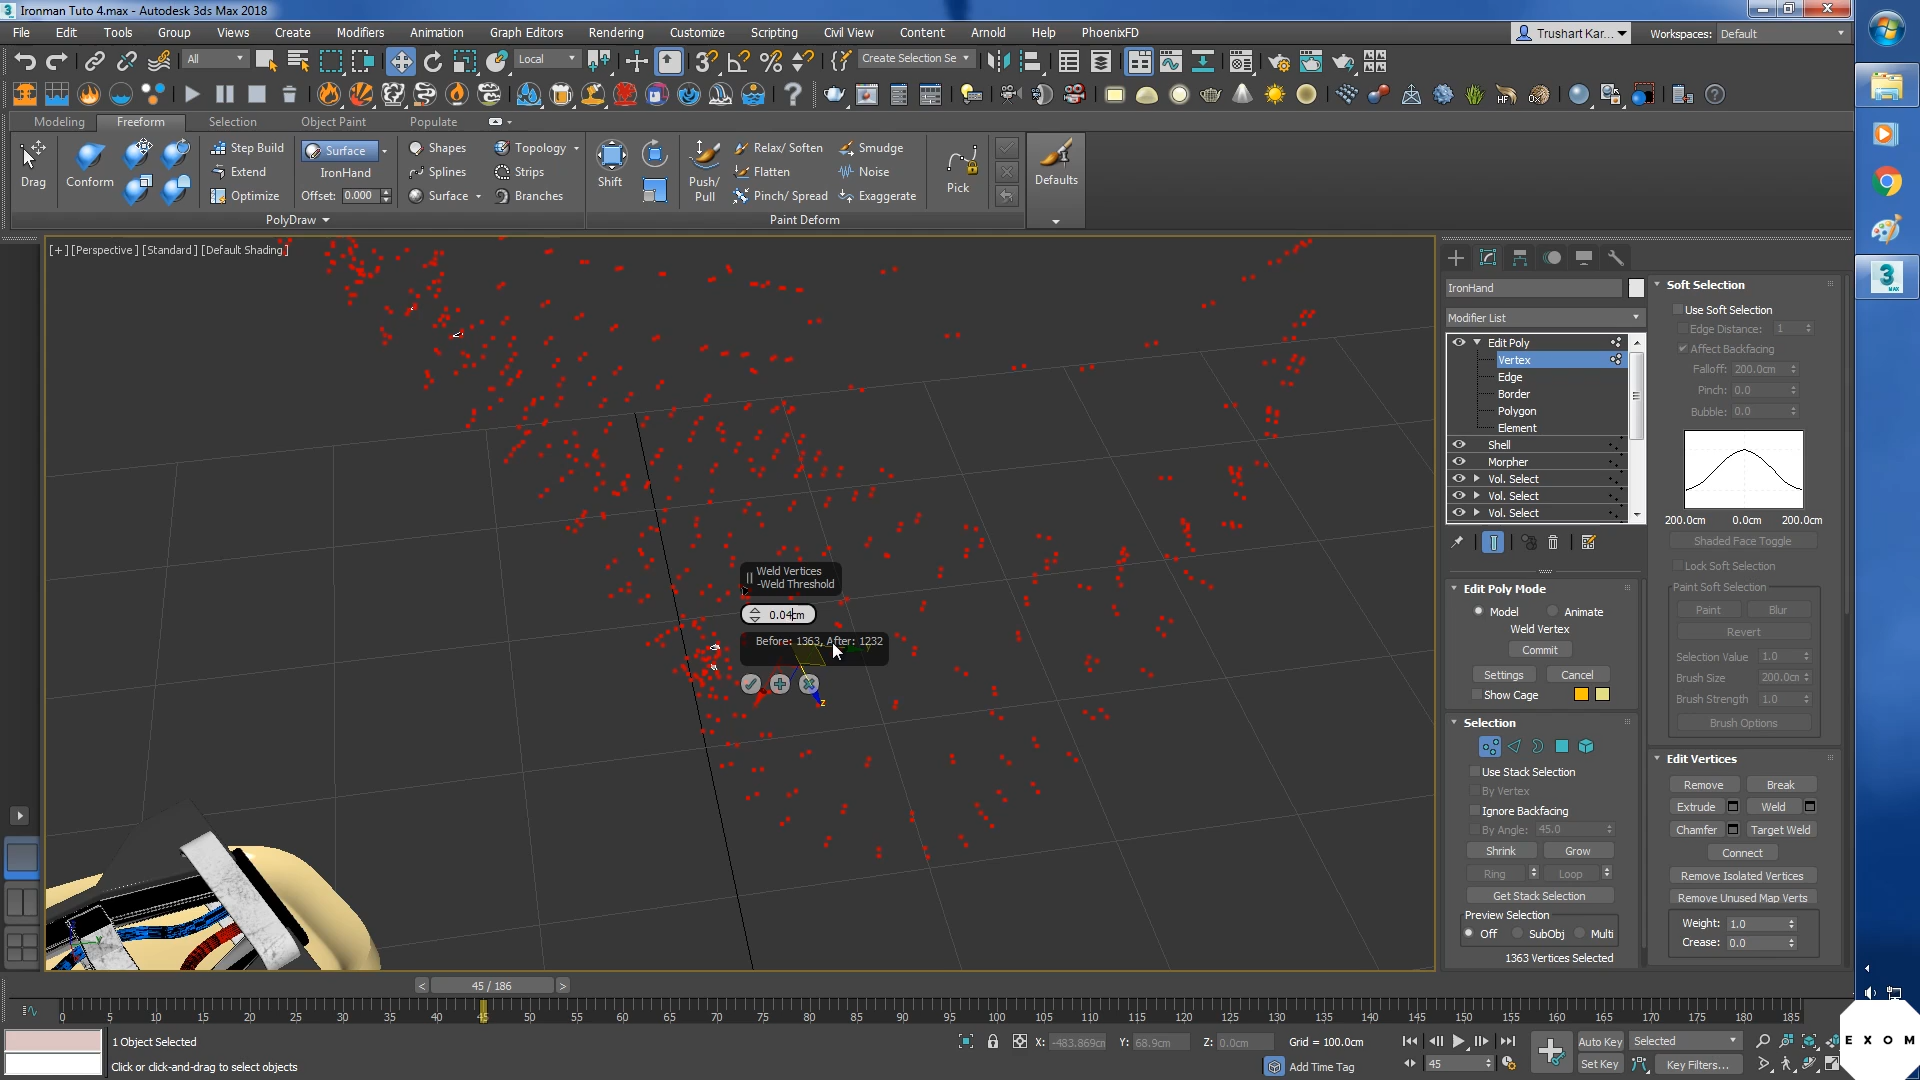 Ironman Tuto 4.max - Autodesk 3ds Max 2018
File Edit Tools Group Views Create Modifiers Animation Graph Editors Rendering Customize Scripting Civil View Content Arnold Help PhoenixFD
Trushart Kar... Workspaces: Default
All Local Create Selection Se
HF
Modeling Freeform Selection Object Paint Populate
Drag
Conform
Step Build
Extend
Optimize
Surface
IronHand
Offset: 0.000
Shapes
Splines
Surface
Topology
Strips
Branches
Shift
Push/
Pull
Relax/ Soften
Flatten
Pinch/ Spread
Smudge
Noise
Exaggerate
Pick
Defaults
PolyDraw
Paint Deform
[+] [Perspective] [Standard] [Default Shading]
Weld Vertices
-Weld Threshold
0.04cm
Before: 1363, After: 1232
z
IronHand
Modifier List
Edit Poly
Vertex
Edge
Border
Polygon
Element
Shell
Morpher
Vol. Select
Vol. Select
Vol. Select
Edit Poly Mode
Model Animate
Weld Vertex
Commit
Settings Cancel
Show Cage
Selection
Use Stack Selection
By Vertex
Ignore Backfacing
By Angle: 45.0
Shrink Grow
Ring Loop
Get Stack Selection
Preview Selection
Off SubObj Multi
1363 Vertices Selected
Soft Selection
Use Soft Selection
Edge Distance: 1
Affect Backfacing
Falloff: 200.0cm
Pinch: 0.0
Bubble: 0.0
200.0cm 0.0cm 200.0cm
Shaded Face Toggle
Lock Soft Selection
Paint Soft Selection
Paint Blur
Revert
Selection Value 1.0
Brush Size 200.0cm
Brush Strength 1.0
Brush Options
Edit Vertices
Remove Break
Extrude Weld
Chamfer Target Weld
Connect
Remove Isolated Vertices
Remove Unused Map Verts
Weight: 1.0
Crease: 0.0
< 45 / 186 >
0 5 10 15 20 25 30 35 40 45 50 55 60 65 70 75 80 85 90 95 100 105 110 115 120 125 130 135 140 145 150 155 160 165 170 175 180 185
1 Object Selected
Click or click-and-drag to select objects
X: -483.869cm Y: 68.9cm Z: 0.0cm Grid = 100.0cm
Add Time Tag
45
Auto Key Selected
Set Key Key Filters...
3
MAX
E X O M